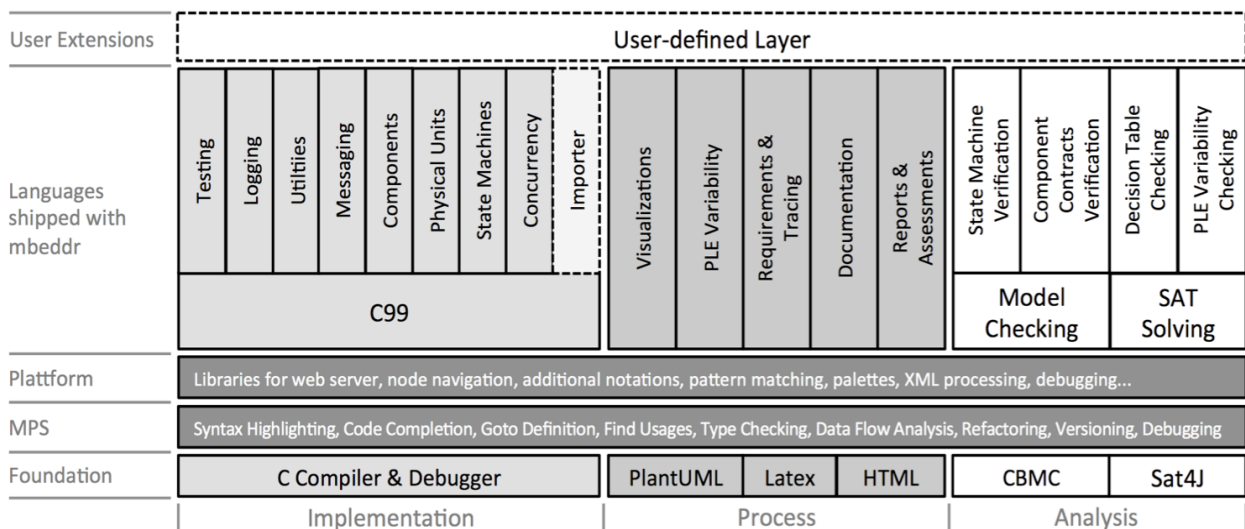 User Extensions
User-defined Layer
Languages
shipped with
mbeddr
Testing
Logging
Utiltiies
Messaging
Components
Physical Units
State Machines
Concurrency
Importer
C99
Visualizations
PLE Variability
Requirements &
Tracing
Documentation
Reports &
Assessments
State Machine
Verification
Component
Contracts
Verification
Decision Table
Checking
PLE Variability
Checking
Model
Checking
SAT
Solving
Plattform
Libraries for web server, node navigation, additional notations, pattern matching, palettes, XML processing, debugging...
MPS
Syntax Highlighting, Code Completion, Goto Definition, Find Usages, Type Checking, Data Flow Analysis, Refactoring, Versioning, Debugging
Foundation
C Compiler & Debugger
PlantUML
Latex
HTML
CBMC
Sat4J
Implementation
Process
Analysis